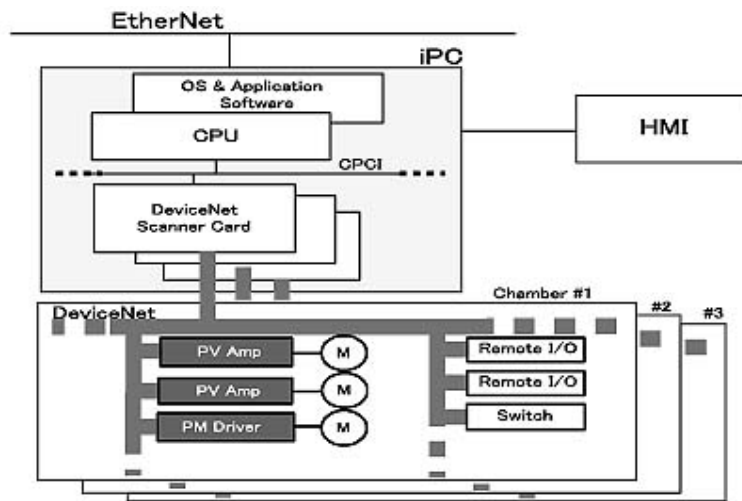 EtherNet
iPC
OS & Application
Software
CPU
HMI
CPCI
DeviceNet
Scanner Card
DeviceNet
Chamber #1
#2
#3
PV Amp
M
Remote I/O
PV Amp
M
Remote I/O
PM Driver
M
Switch